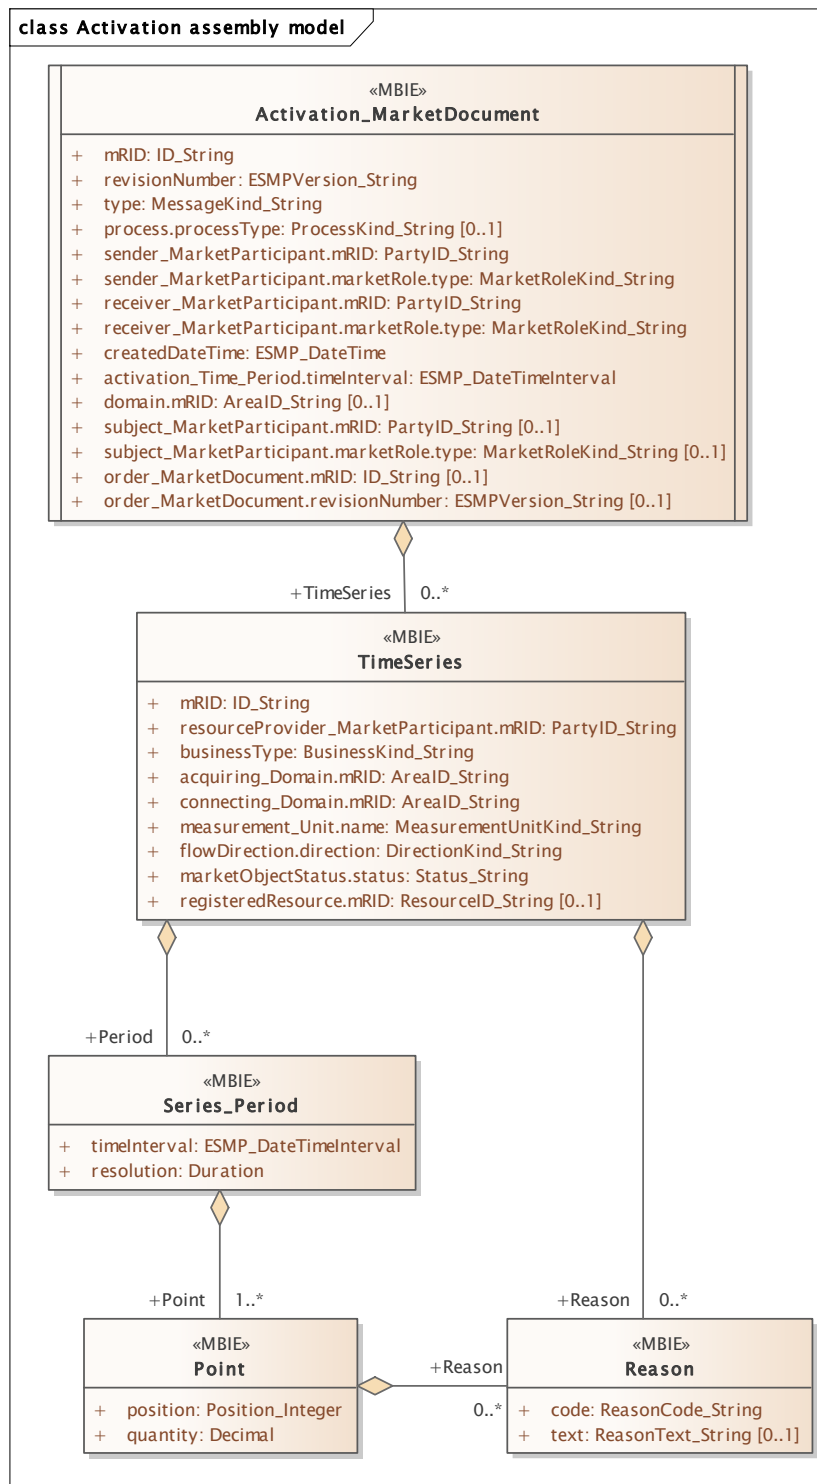 class Activation assembly model
«MBIE»
Activation_MarketDocument
+ mRID: ID_String
+ revisionNumber: ESMPVersion_String
+ type: MessageKind_String
+ process.processType: ProcessKind_String [0..1]
+ sender_MarketParticipant.mRID: PartyID_String
+ sender_MarketParticipant.marketRole.type: MarketRoleKind_String
+ receiver_MarketParticipant.mRID: PartyID_String
+ receiver_MarketParticipant.marketRole.type: MarketRoleKind_String
+ createdDateTime: ESMP_DateTime
+ activation_Time_Period.timeInterval: ESMP_DateTimeInterval
+ domain.mRID: AreaID_String [0..1]
+ subject_MarketParticipant.mRID: PartyID_String [0..1]
+ subject_MarketParticipant.marketRole.type: MarketRoleKind_String [0..1]
+ order_MarketDocument.mRID: ID_String [0..1]
+ order_MarketDocument.revisionNumber: ESMPVersion_String [0..1]
+TimeSeries 0..*
«MBIE»
TimeSeries
+ mRID: ID_String
+ resourceProvider_MarketParticipant.mRID: PartyID_String
+ businessType: BusinessKind_String
+ acquiring_Domain.mRID: AreaID_String
+ connecting_Domain.mRID: AreaID_String
+ measurement_Unit.name: MeasurementUnitKind_String
+ flowDirection.direction: DirectionKind_String
+ marketObjectStatus.status: Status_String
+ registeredResource.mRID: ResourceID_String [0..1]
+Period 0..*
«MBIE»
Series_Period
+ timeInterval: ESMP_DateTimeInterval
+ resolution: Duration
+Point 1..*
+Reason 0..*
«MBIE»
Point
+ position: Position_Integer
+ quantity: Decimal
+Reason
0..*
«MBIE»
Reason
+ code: ReasonCode_String
+ text: ReasonText_String [0..1]